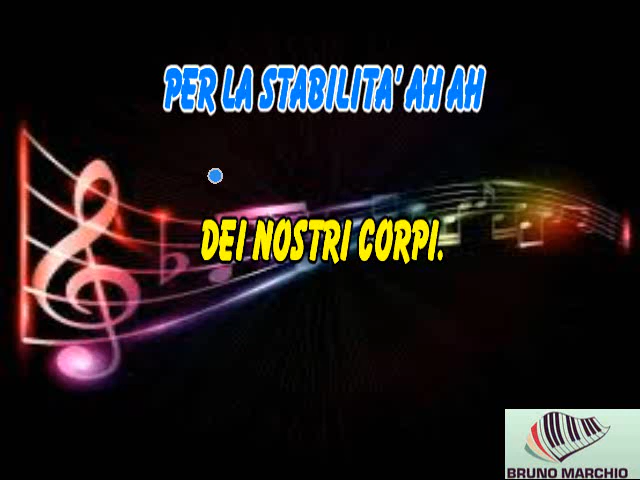 PER LA STABILITA' AH AH
DEI NOSTRI CORPI.
BRUNO MARCHIO